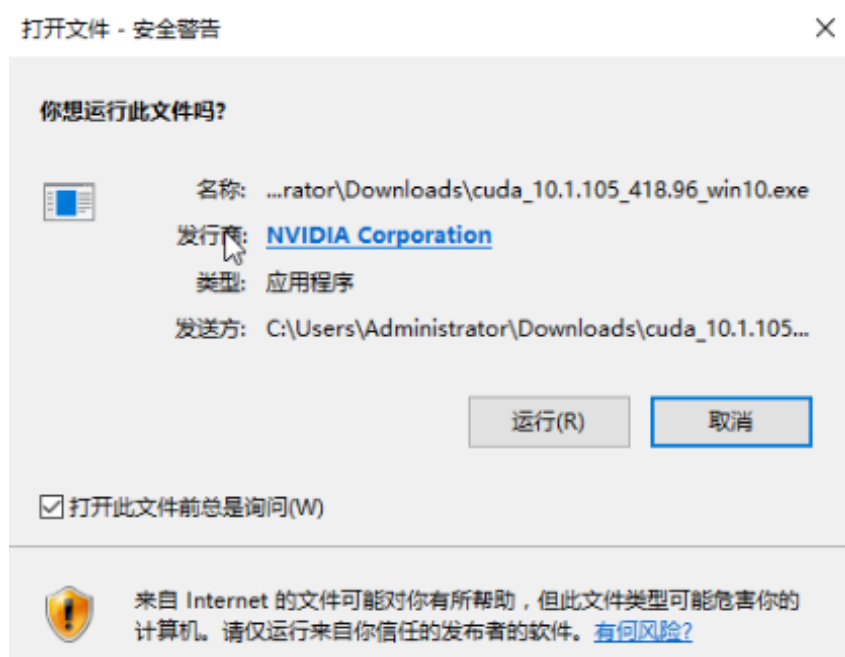 打开文件 - 安全警告
你想运行此文件吗?
名称: ...rator\Downloads\cuda_10.1.105_418.96_win10.exe
发行商: NVIDIA Corporation
类型: 应用程序
发送方: C:\Users\Administrator\Downloads\cuda_10.1.105...
运行(R) 取消
打开此文件前总是询问(W)
来自 Internet 的文件可能对你有所帮助，但此文件类型可能危害你的
计算机。请仅运行来自你信任的发布者的软件。有何风险?